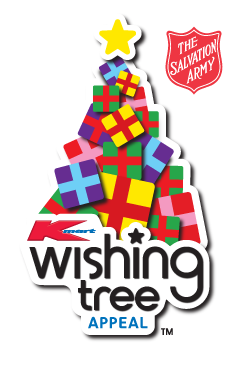 THE
SALVATION
ARMY
Kmart
wishing
tree
APPEAL
TM